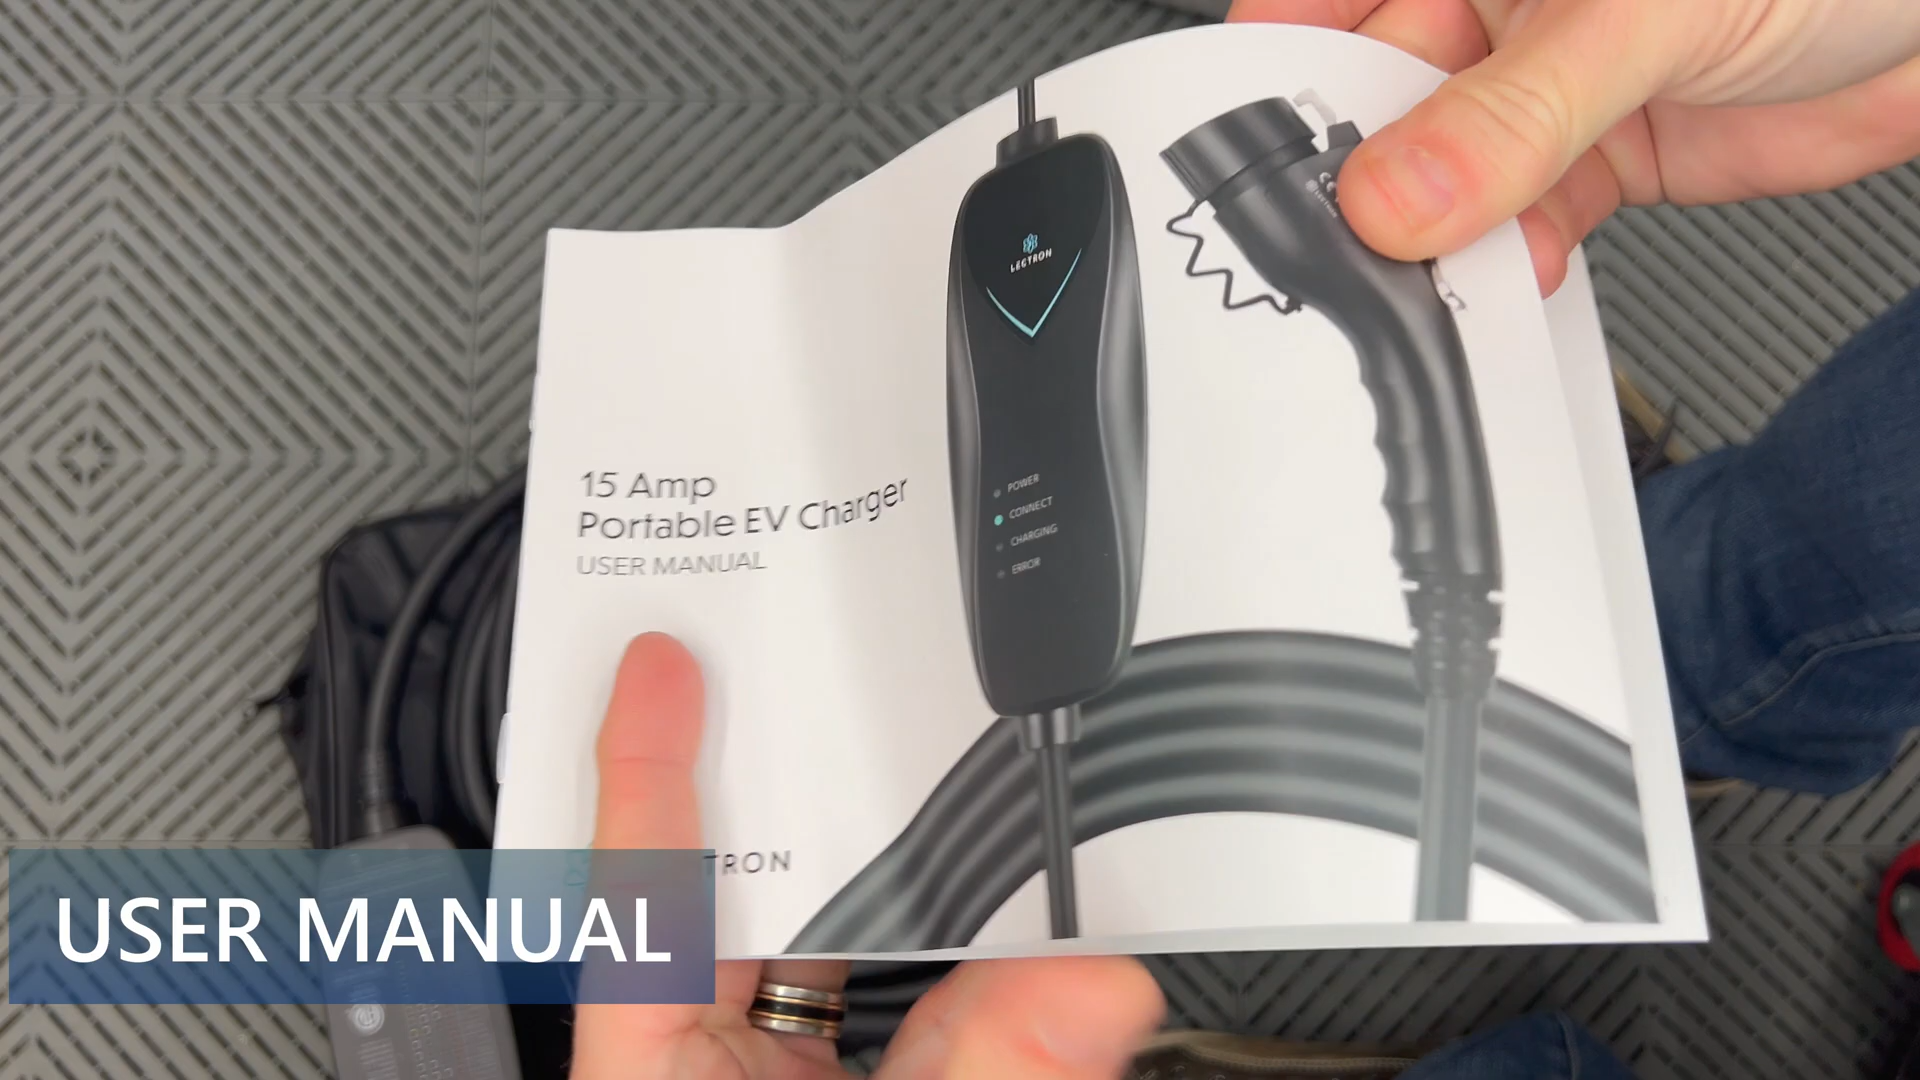 LECTRON
POWER
CONNECT
CHARGING
ERROR
15 Amp
Portable EV Charger
USER MANUAL
TRON
USER MANUAL